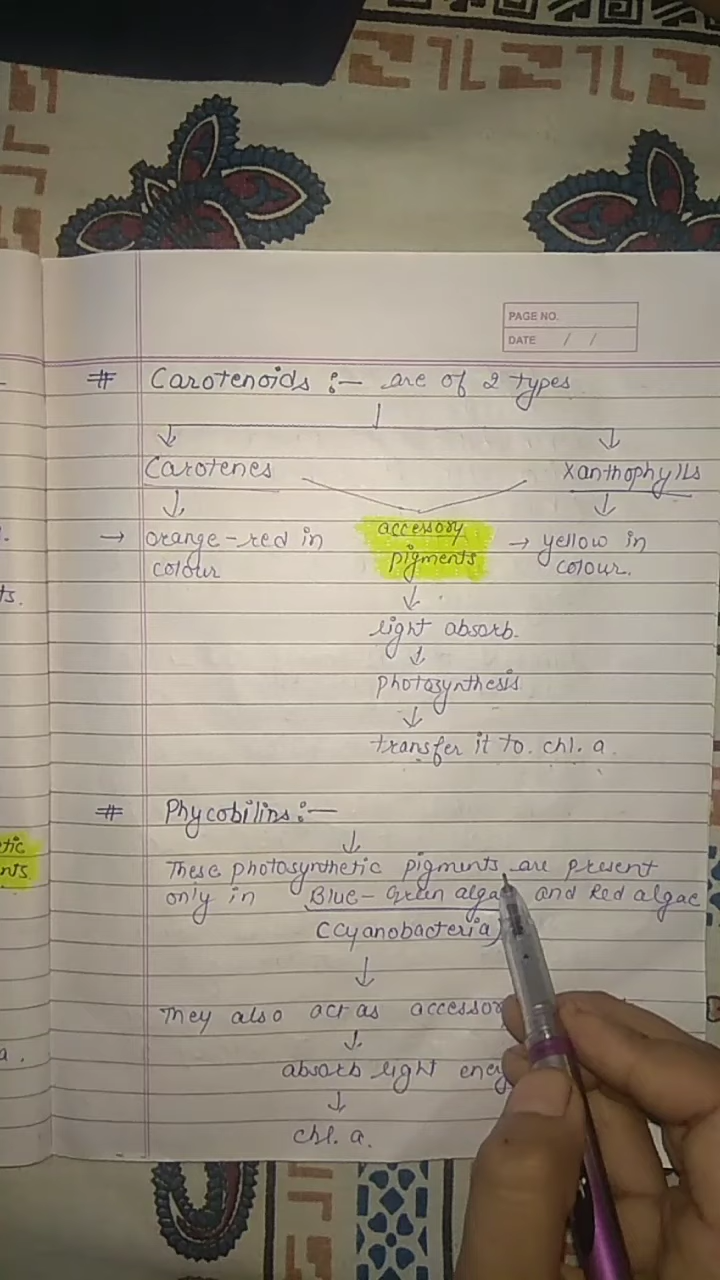 PAGE NO.
DATE / /
# Carotenoids :- are of 2 types
Carotenes
Xanthophylls
→ orange-red in
colour
accessory
pigments
→ yellow in
colour.
light absorb.
photosynthesis
transfer it to. chl. a.
# Phycobilins :-
These photosynthetic pigments are present
only in Blue-Green algae and Red algae
(Cyanobacteria)
They also act as accessory
absorb light
chl. a.